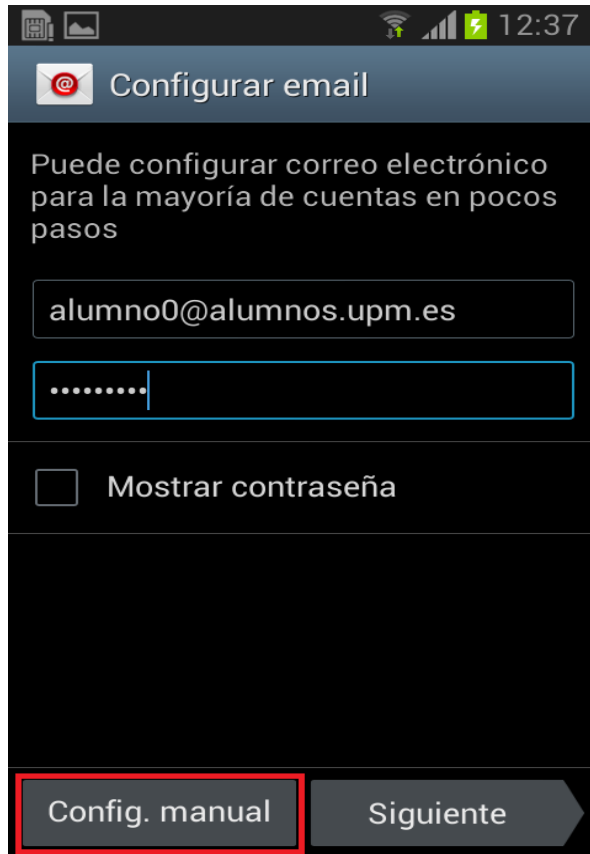 12:37
Configurar email
Puede configurar correo electrónico
para la mayoría de cuentas en pocos
pasos
alumno0@alumnos.upm.es
•••••••••
Mostrar contraseña
Config. manual
Siguiente